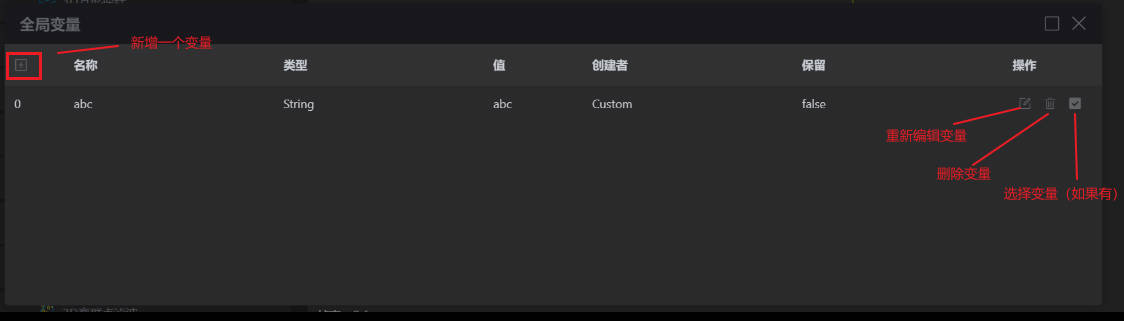 全局变量
新增一个变量
名称 类型 值 创建者 保留 操作
0 abc String abc Custom false
重新编辑变量
删除变量
选择变量（如果有）